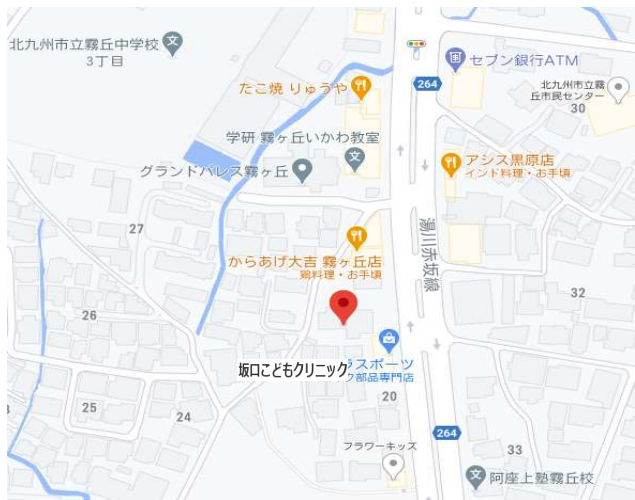 北九州市立霧丘中学校
3丁目
264
セブン銀行ATM
北九州市立霧
丘市民センター
30
たこ焼 りゅうや
学研 霧ヶ丘いかわ教室
グランドパレス霧ヶ丘
アシス黒原店
インド料理・お手頃
27
からあげ大吉 霧ヶ丘店
鶏料理・お手頃
湯川赤坂線
32
26
ラスポーツ
ク部品専門店
坂口こどもクリニック
20
25
24
264
フラワーキッズ
33
阿座上塾霧丘校